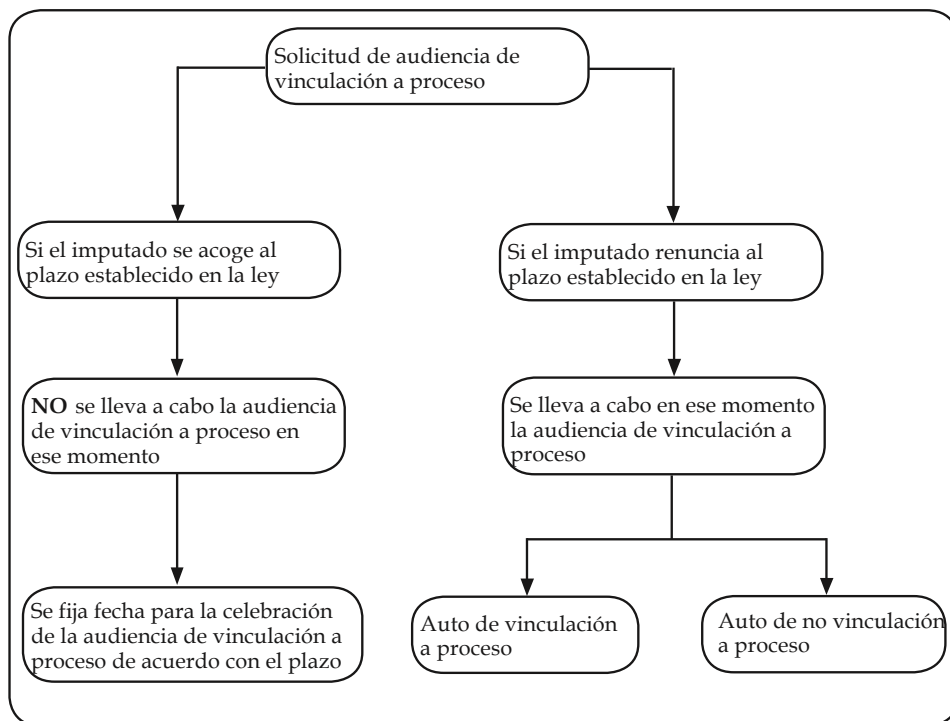 Solicitud de audiencia de
vinculación a proceso
Si el imputado se acoge al
plazo establecido en la ley
Si el imputado renuncia al
plazo establecido en la ley
NO se lleva a cabo la audiencia
de vinculación a proceso en
ese momento
Se lleva a cabo en ese momento
la audiencia de vinculación a
proceso
Se fija fecha para la celebración
de la audiencia de vinculación a
proceso de acuerdo con el plazo
Auto de vinculación
a proceso
Auto de no vinculación
a proceso